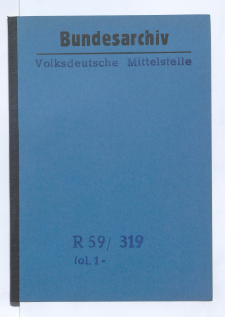 Bundesarchiv
Volksdeutsche Mittelstelle
R 59/ 319
fol. 1-